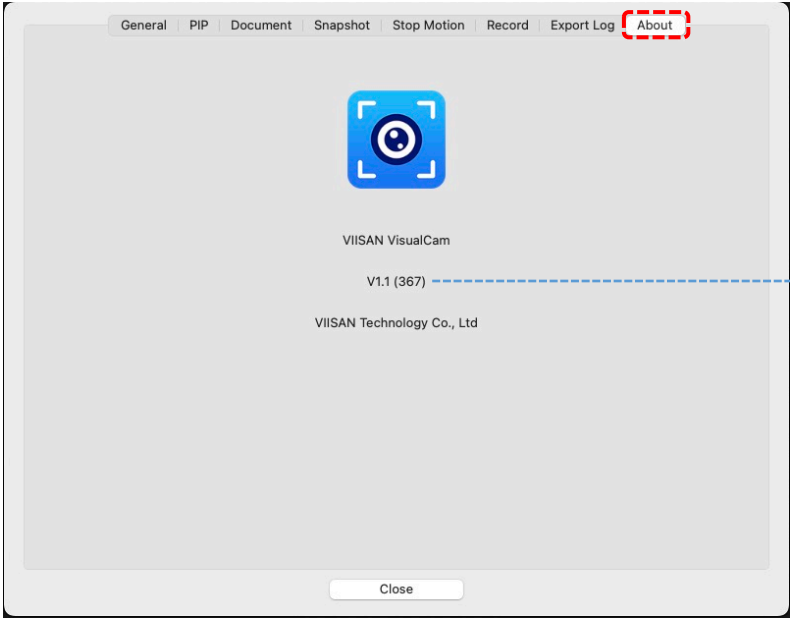 General PIP Document Snapshot Stop Motion Record Export Log About
VIISAN VisualCam
V1.1 (367)
VIISAN Technology Co., Ltd
Close